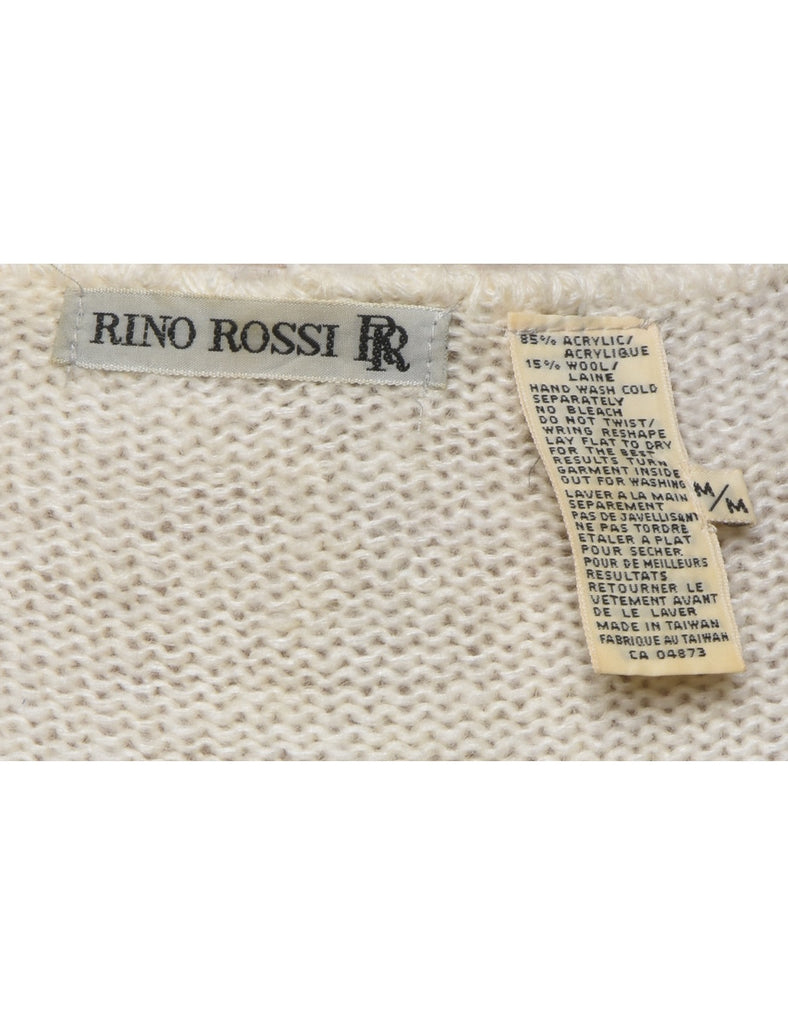 RINO ROSSI RR
85% ACRYLIC/
ACRYLIQUE
15% WOOL/
LAINE
HAND WASH COLD
SEPARATELY
NO BLEACH
DO NOT TWIST/
WRING RESHAPE
LAY FLAT TO DRY
FOR THE BEST
RESULTS TURN
GARMENT INSIDE
OUT FOR WASHING
LAVER A LA MAIN
SEPAREMENT
PAS DE JAVELLISANT
NE PAS TORDRE
ETALER A PLAT
POUR SECHER.
POUR DE MEILLEURS
RESULTATS
RETOURNER LE
VETEMENT AVANT
DE LE LAVER
MADE IN TAIWAN
FABRIQUE AU TAIWAN
CA 04873
M/M